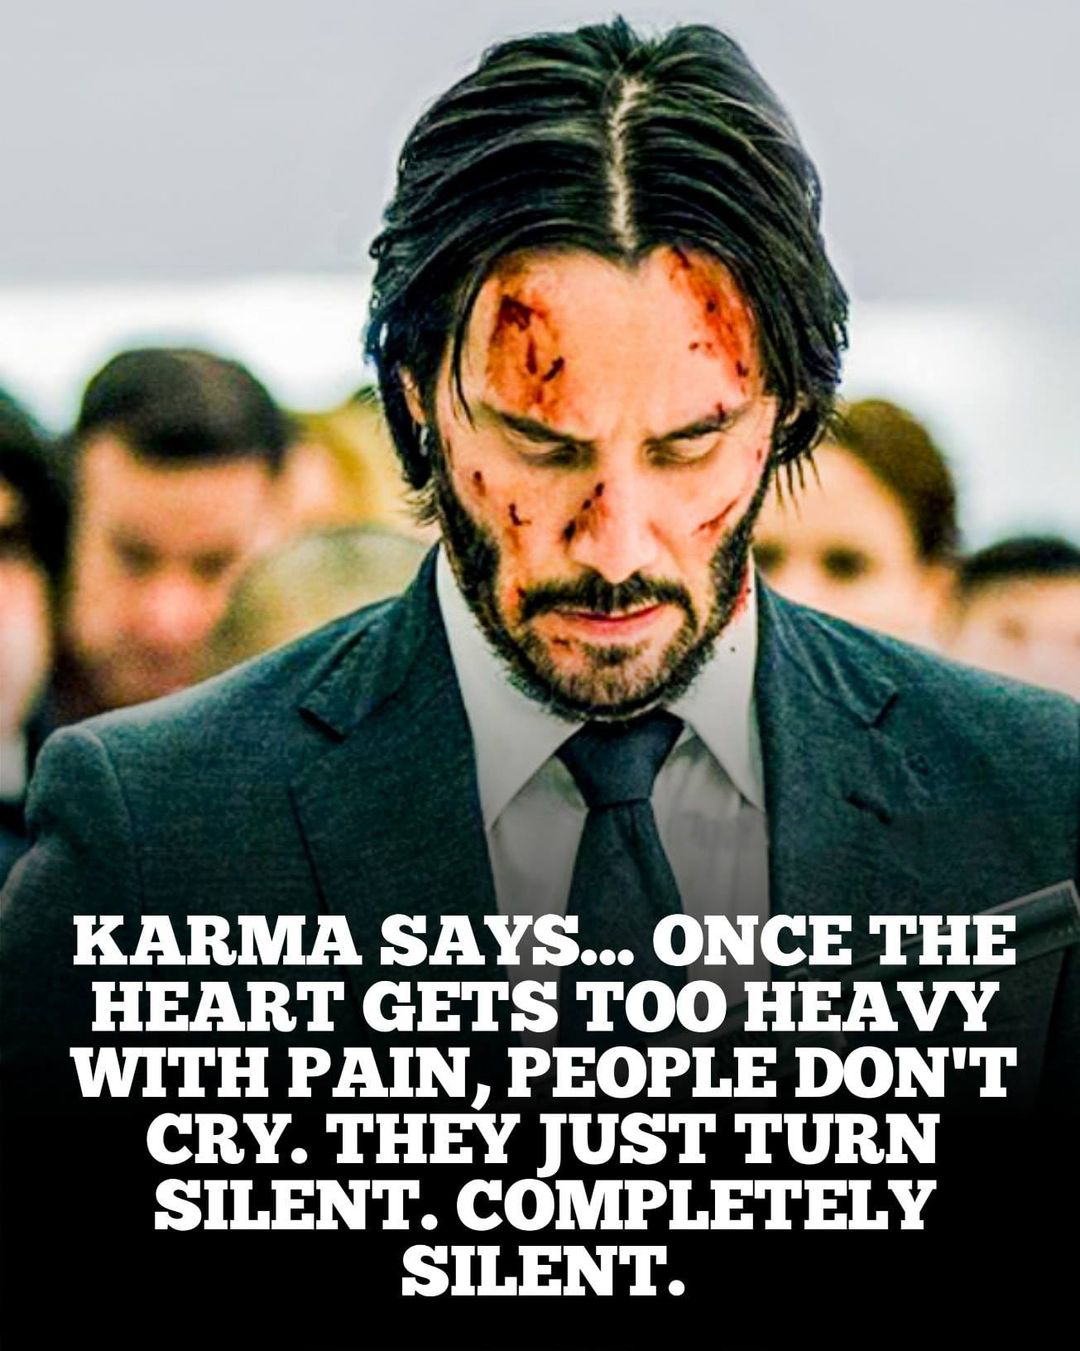 KARMA SAYS... ONCE THE
HEART GETS TOO HEAVY
WITH PAIN, PEOPLE DON'T
CRY. THEY JUST TURN
SILENT. COMPLETELY
SILENT.